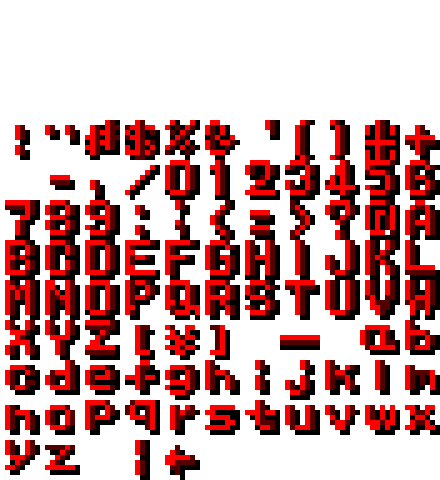 ! " # $ % & ' ( ) * +
- , / 0 1 2 3 4 5 6
7 8 9 : ; < = > ? @ A
B C D E F G H I J K L
M N O P Q R S T U V W
X Y Z [ ¥ ] _ a b
c d e f g h i j k l m
n o p q r s t u v w x
y z | →